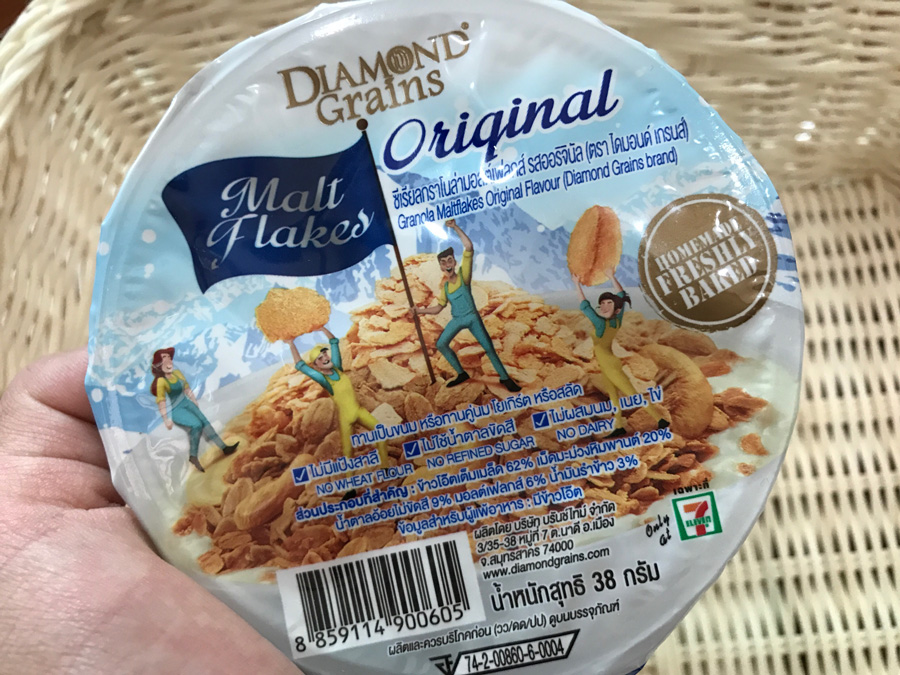 DIAMOND
Grains
Original
Malt
Flakes
ซีเรียลกราโนล่ามอลต์เฟลกส์ รสออริจินัล (ตรา ไดมอนด์ เกรนส์)
Granola Maltflakes Original Flavour (Diamond Grains brand)
HOMEMADE
FRESHLY
BAKED
ทานเป็นขนม หรือทานคู่นม โยเกิร์ต หรือสลัด
ไม่มีแป้งสาลี
NO WHEAT FLOUR
ไม่ใช้น้ำตาลขัดสี
NO REFINED SUGAR
ไม่ผสมนม, เนย, ไข่
NO DAIRY
ส่วนประกอบที่สำคัญ : ข้าวโอ๊ตเต็มเมล็ด 62% เม็ดมะม่วงหิมพานต์ 20%
น้ำตาลอ้อยไม่ขัดสี 9% มอลต์เฟลกส์ 6% น้ำมันรำข้าว 3%
ข้อมูลสำหรับผู้แพ้อาหาร : มีข้าวโอ๊ต
เฉพาะที่
Only
at
7
ELEVEN
ผลิตโดย บริษัท บรันช์ไทม์ จำกัด
3/35-38 หมู่ที่ 7 ต.นาดี อ.เมือง
จ.สมุทรสาคร 74000
www.diamondgrains.com
น้ำหนักสุทธิ 38 กรัม
8 859114 900605
ผลิตและควรบริโภคก่อน (วว/ดด/ปป) ดูบนบรรจุภัณฑ์
74-2-00860-6-0004